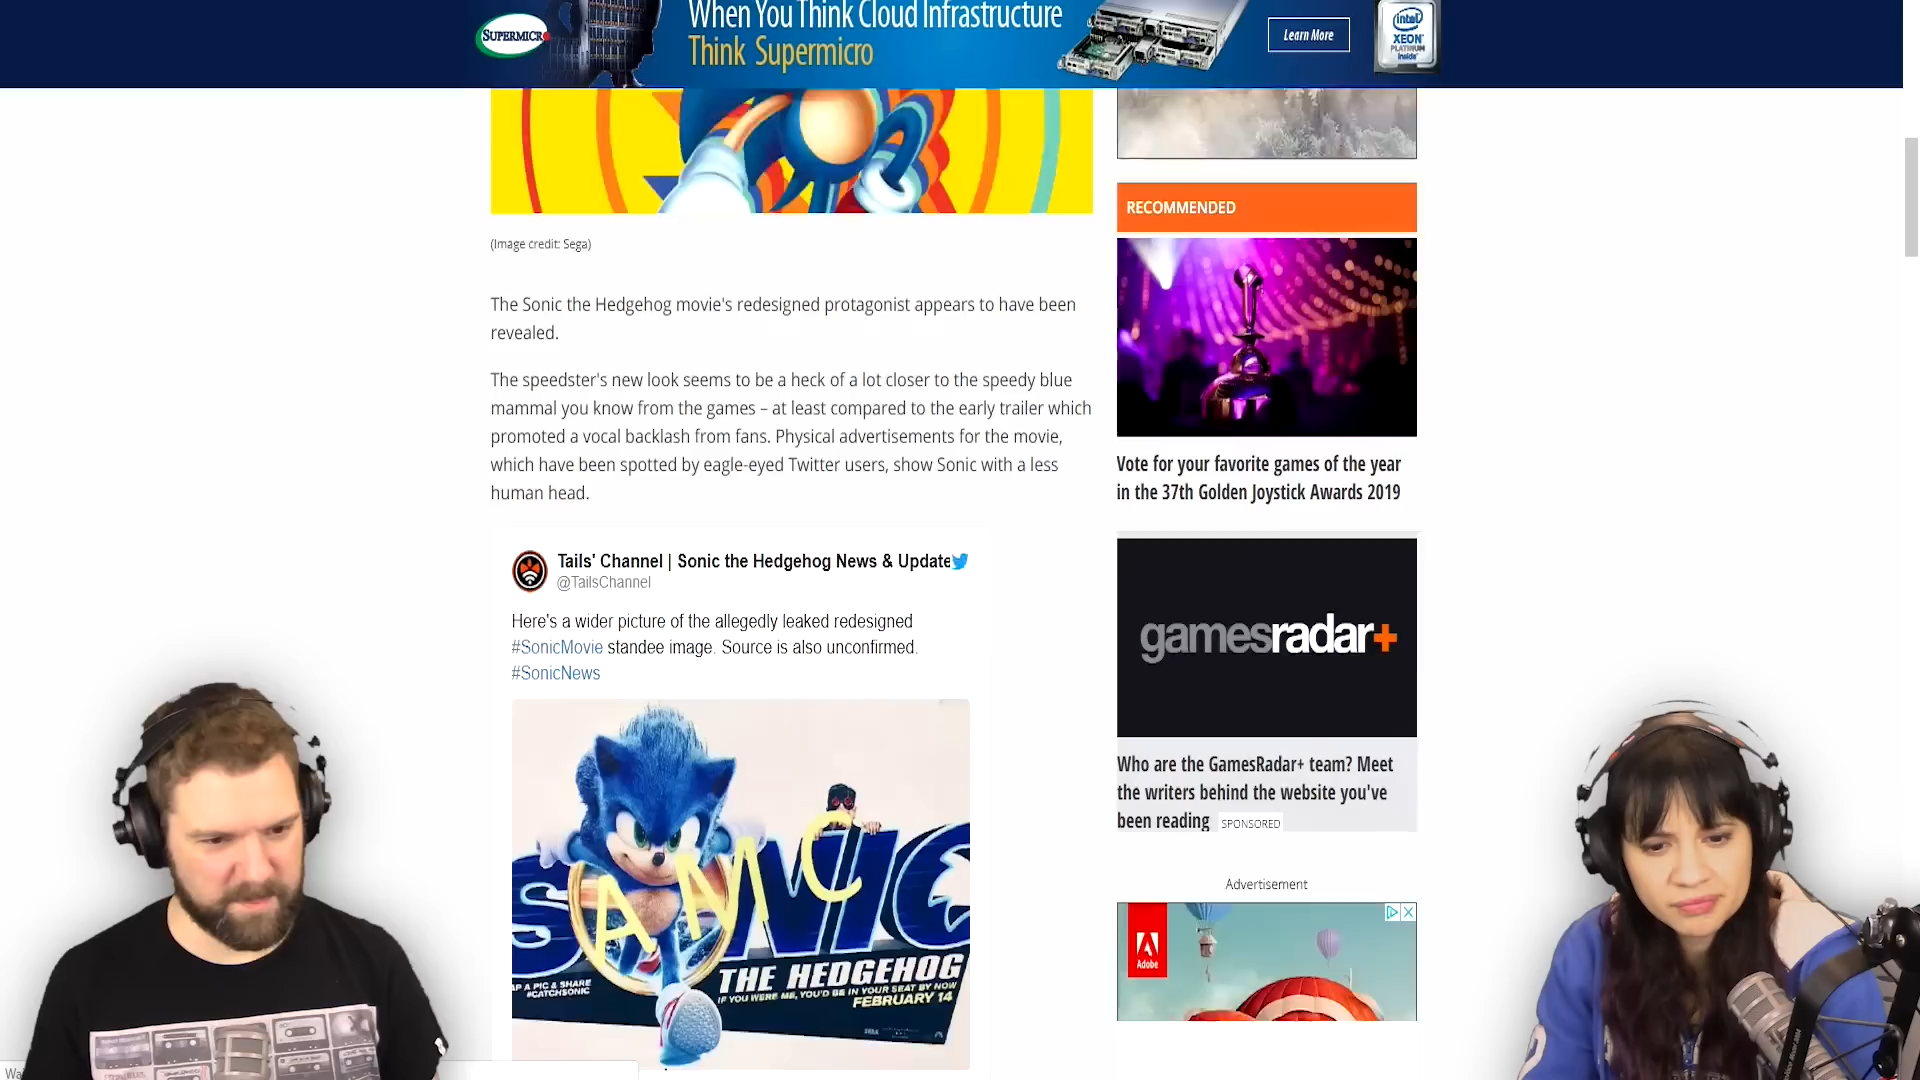 SUPERMICRO
When You Think Cloud Infrastructure
Think Supermicro
Learn More
intel
XEON
PLATINUM
inside
(Image credit: Sega)
The Sonic the Hedgehog movie's redesigned protagonist appears to have been
revealed.
The speedster's new look seems to be a heck of a lot closer to the speedy blue
mammal you know from the games – at least compared to the early trailer which
promoted a vocal backlash from fans. Physical advertisements for the movie,
which have been spotted by eagle-eyed Twitter users, show Sonic with a less
human head.
Tails' Channel | Sonic the Hedgehog News & Update
@TailsChannel
Here's a wider picture of the allegedly leaked redesigned
#SonicMovie standee image. Source is also unconfirmed.
#SonicNews
SAMC
SONIC
THE HEDGEHOG
IF YOU WERE ME, YOU'D BE IN YOUR SEAT BY NOW
FEBRUARY 14
AP A PIC & SHARE
#CATCHSONIC
SEGA
RECOMMENDED
Vote for your favorite games of the year
in the 37th Golden Joystick Awards 2019
gamesradar+
Who are the GamesRadar+ team? Meet
the writers behind the website you've
been reading SPONSORED
Advertisement
Adobe
Wai